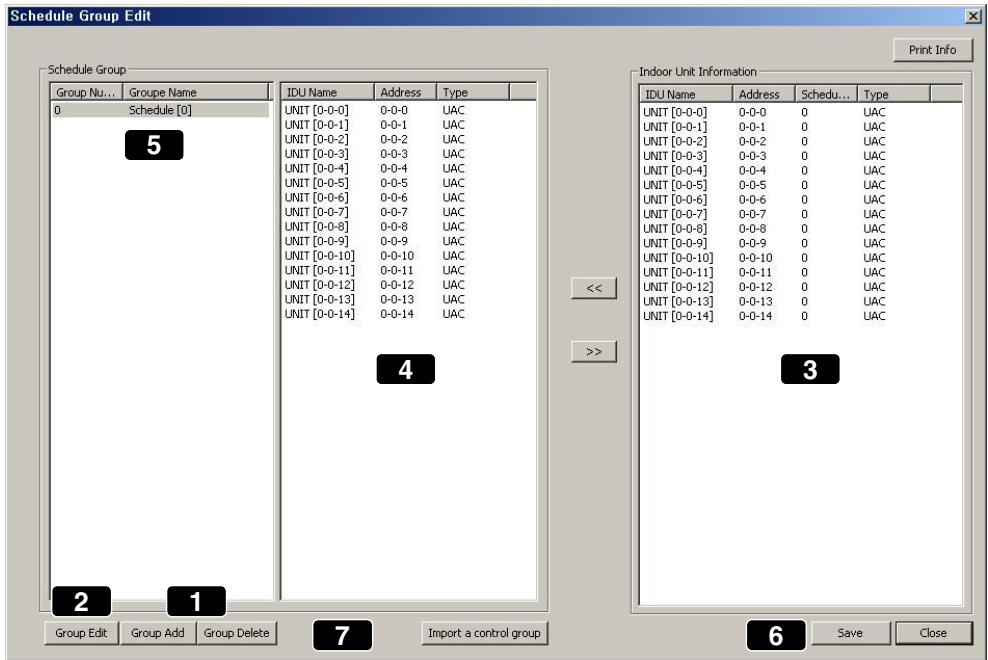 Schedule Group Edit
Print Info
Schedule Group
Group Nu... Groupe Name
0 Schedule [0]
5
IDU Name Address Type
UNIT [0-0-0] 0-0-0 UAC
UNIT [0-0-1] 0-0-1 UAC
UNIT [0-0-2] 0-0-2 UAC
UNIT [0-0-3] 0-0-3 UAC
UNIT [0-0-4] 0-0-4 UAC
UNIT [0-0-5] 0-0-5 UAC
UNIT [0-0-6] 0-0-6 UAC
UNIT [0-0-7] 0-0-7 UAC
UNIT [0-0-8] 0-0-8 UAC
UNIT [0-0-9] 0-0-9 UAC
UNIT [0-0-10] 0-0-10 UAC
UNIT [0-0-11] 0-0-11 UAC
UNIT [0-0-12] 0-0-12 UAC
UNIT [0-0-13] 0-0-13 UAC
UNIT [0-0-14] 0-0-14 UAC
4
<<
>>
Indoor Unit Information
IDU Name Address Schedu... Type
UNIT [0-0-0] 0-0-0 0 UAC
UNIT [0-0-1] 0-0-1 0 UAC
UNIT [0-0-2] 0-0-2 0 UAC
UNIT [0-0-3] 0-0-3 0 UAC
UNIT [0-0-4] 0-0-4 0 UAC
UNIT [0-0-5] 0-0-5 0 UAC
UNIT [0-0-6] 0-0-6 0 UAC
UNIT [0-0-7] 0-0-7 0 UAC
UNIT [0-0-8] 0-0-8 0 UAC
UNIT [0-0-9] 0-0-9 0 UAC
UNIT [0-0-10] 0-0-10 0 UAC
UNIT [0-0-11] 0-0-11 0 UAC
UNIT [0-0-12] 0-0-12 0 UAC
UNIT [0-0-13] 0-0-13 0 UAC
UNIT [0-0-14] 0-0-14 0 UAC
3
2 1
Group Edit Group Add Group Delete 7 Import a control group 6 Save Close